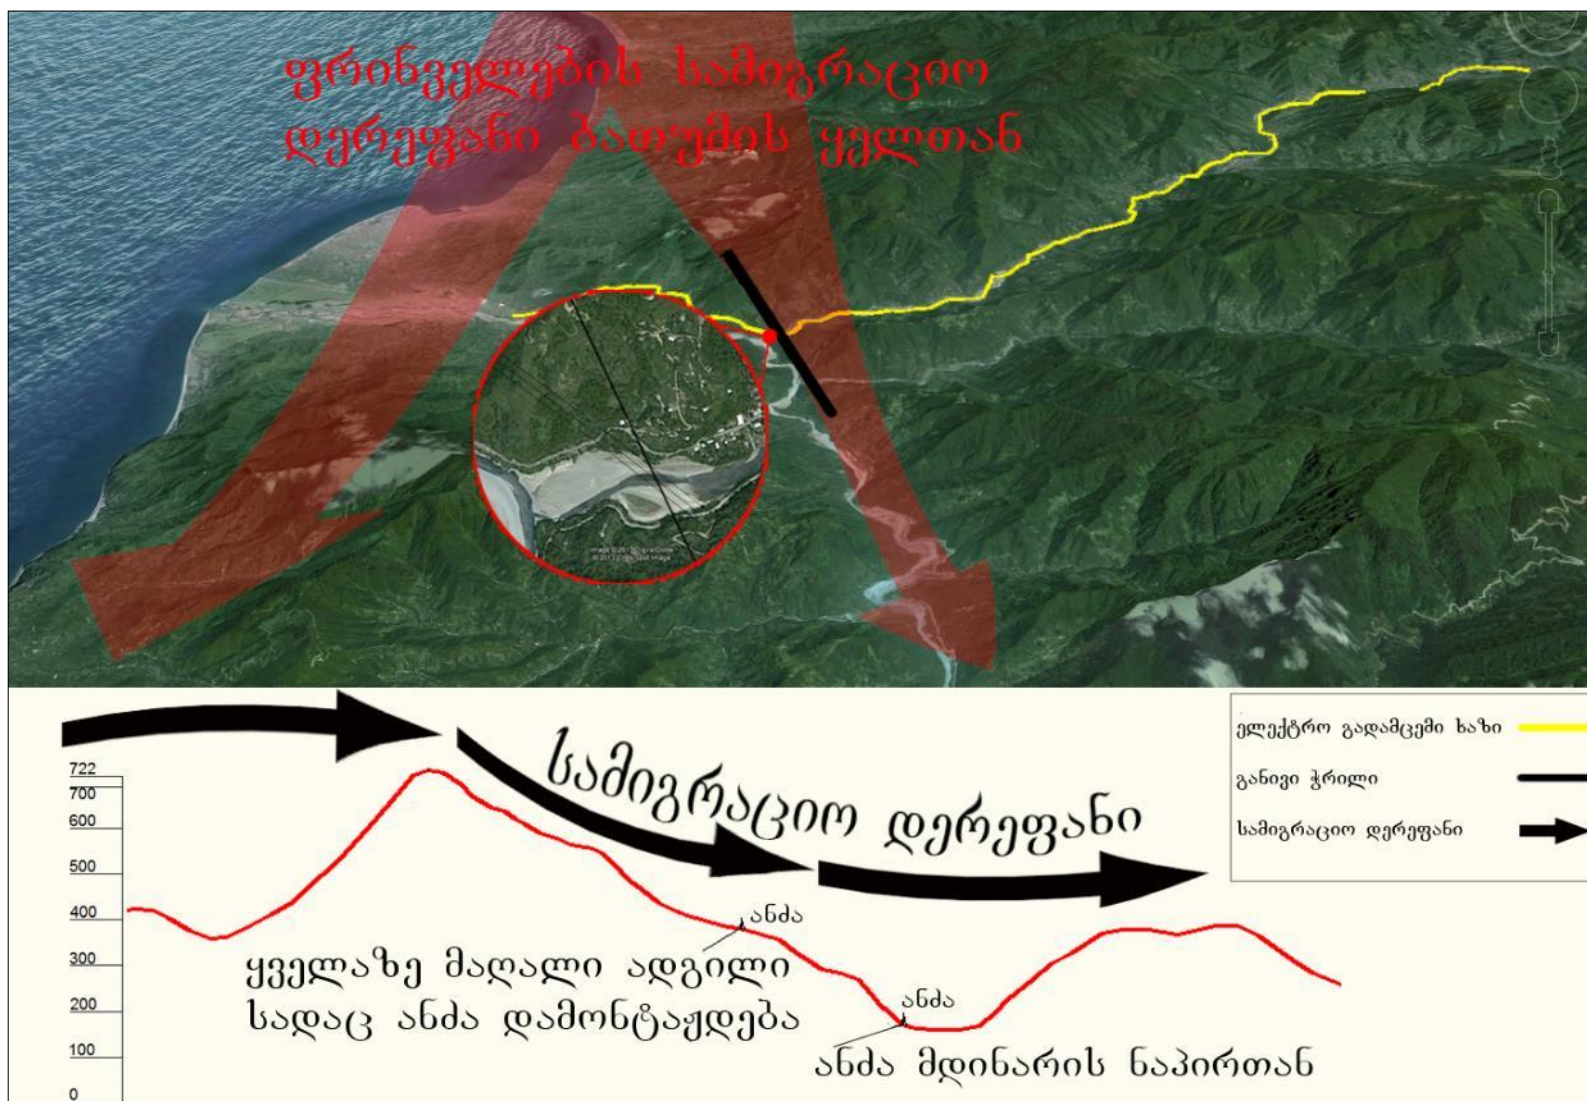 ფრინველების სამიგრაციო
დერეფანი ბათუმის ყელთან
სამიგრაციო დერეფანი
ელექტრო გადამცემი ხაზი
განივი ჭრილი
სამიგრაციო დერეფანი
722
700
600
500
400
300
200
100
0
ანძა
ყველაზე მაღალი ადგილი
სადაც ანძა დამონტაჟდება
ანძა
ანძა მდინარის ნაპირთან